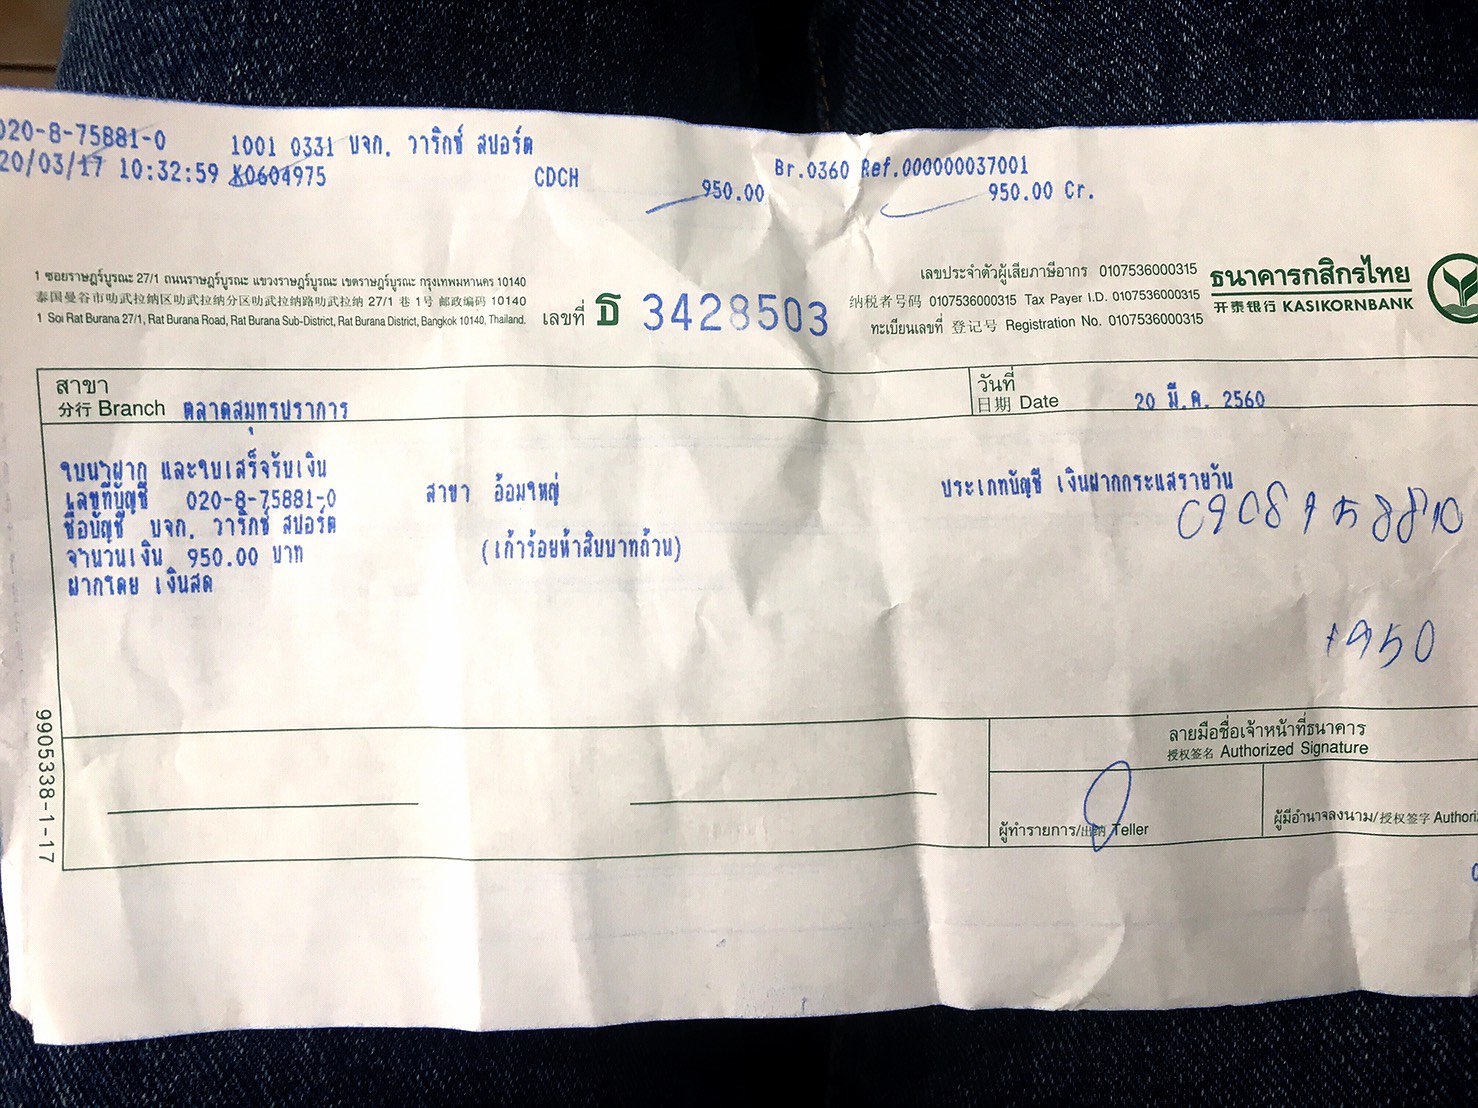 020-8-75881-0 1001 0331 บจก. วาริกซ์ สปอร์ต Br.0360 Ref.000000037001
20/03/17 10:32:59 K0604975 CDCH 950.00 950.00 Cr.
1 ซอยราษฎร์บูรณะ 27/1 ถนนราษฎร์บูรณะ แขวงราษฎร์บูรณะ เขตราษฎร์บูรณะ กรุงเทพมหานคร 10140
泰国曼谷市叻武拉纳区叻武拉纳分区叻武拉纳路叻武拉纳 27/1 巷 1号 邮政编码 10140
1 Soi Rat Burana 27/1, Rat Burana Road, Rat Burana Sub-District, Rat Burana District, Bangkok 10140, Thailand.
เลขที่ ธ 3428503
เลขประจำตัวผู้เสียภาษีอากร 0107536000315
纳税者号码 0107536000315 Tax Payer I.D. 0107536000315
ทะเบียนเลขที่ 登记号 Registration No. 0107536000315
ธนาคารกสิกรไทย
开泰银行 KASIKORNBANK
สาขา
分行 Branch ตลาดสมุทรปราการ
วันที่
日期 Date 20 มี.ค. 2560
ใบนำฝาก และใบเสร็จรับเงิน
เลขที่บัญชี 020-8-75881-0 สาขา อ้อมใหญ่ ประเภทบัญชี เงินฝากกระแสรายวัน
ชื่อบัญชี บจก. วาริกซ์ สปอร์ต
จำนวนเงิน 950.00 บาท (เก้าร้อยห้าสิบบาทถ้วน)
ฝากโดย เงินสด
950
ลายมือชื่อเจ้าหน้าที่ธนาคาร
授权签名 Authorized Signature
ผู้ทำรายการ/出纳 Teller
ผู้มีอำนาจลงนาม/授权签字
9905338-1-17